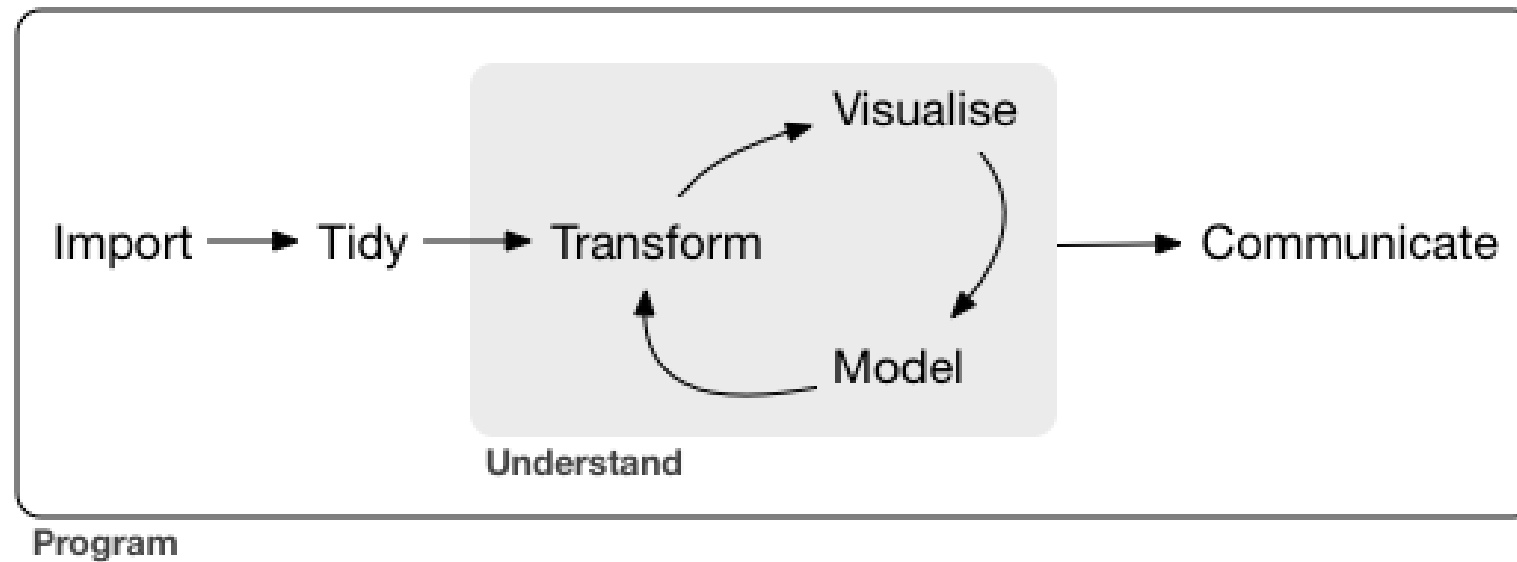 Visualise
Import
Tidy
Transform
Communicate
Model
Understand
Program